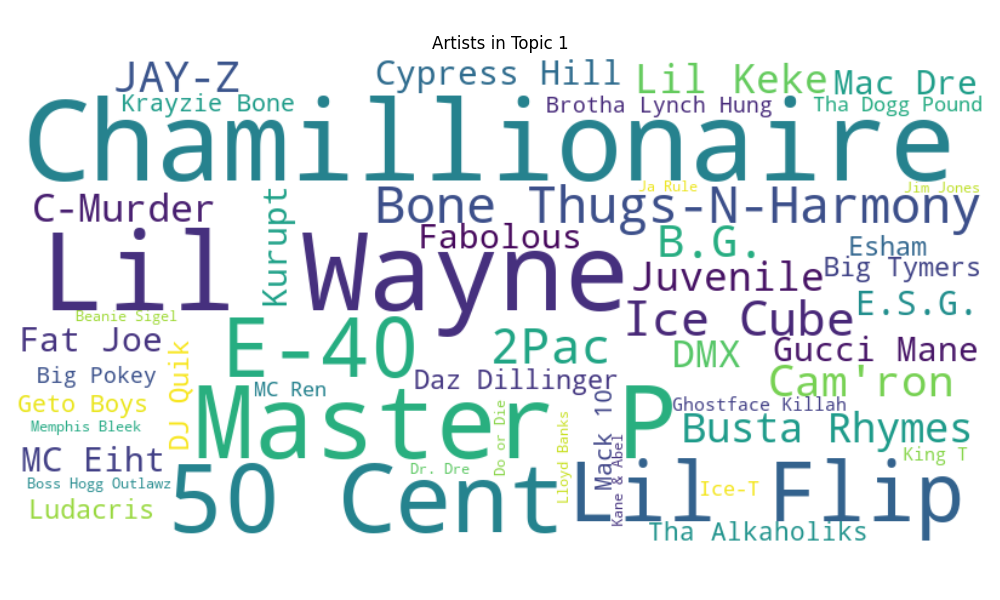 Artists in Topic 1
JAY-Z
Cypress Hill
Lil Keke
Mac Dre
Krayzie Bone
Brotha Lynch Hung
Tha Dogg Pound
Chamillionaire
Ja Rule
Jim Jones
C-Murder
Kurupt
Bone Thugs-N-Harmony
Fabolous
B.G.
Esham
Lil Wayne
Juvenile
Big Tymers
E.S.G.
Beanie Sigel
Ice Cube
Fat Joe
E-40
2Pac
DMX
Gucci Mane
Big Pokey
DJ Quik
MC Ren
Daz Dillinger
Cam'ron
Geto Boys
Master P
Do or Die
Lloyd Banks
Mack 10
Kane & Abel
Ghostface Killah
Memphis Bleek
Busta Rhymes
MC Eiht
King T
Boss Hogg Outlawz
50 Cent
Dr. Dre
Lil Flip
Ice-T
Ludacris
Tha Alkaholiks